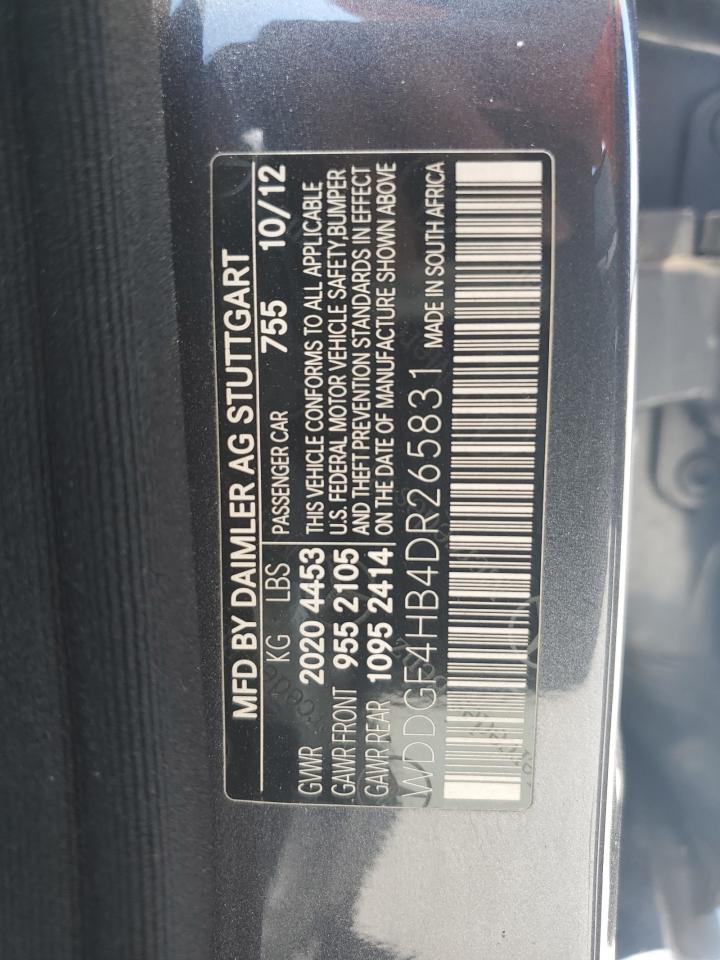 MFD BY DAIMLER AG STUTTGART
KG LBS PASSENGER CAR 755 10/12
GVWR 2020 4453 THIS VEHICLE CONFORMS TO ALL APPLICABLE
GAWR FRONT 955 2105 U.S. FEDERAL MOTOR VEHICLE SAFETY,BUMPER
AND THEFT PREVENTION STANDARDS IN EFFECT
GAWR REAR 1095 2414 ON THE DATE OF MANUFACTURE SHOWN ABOVE
WDDGF4HB4DR265831 MADE IN SOUTH AFRICA